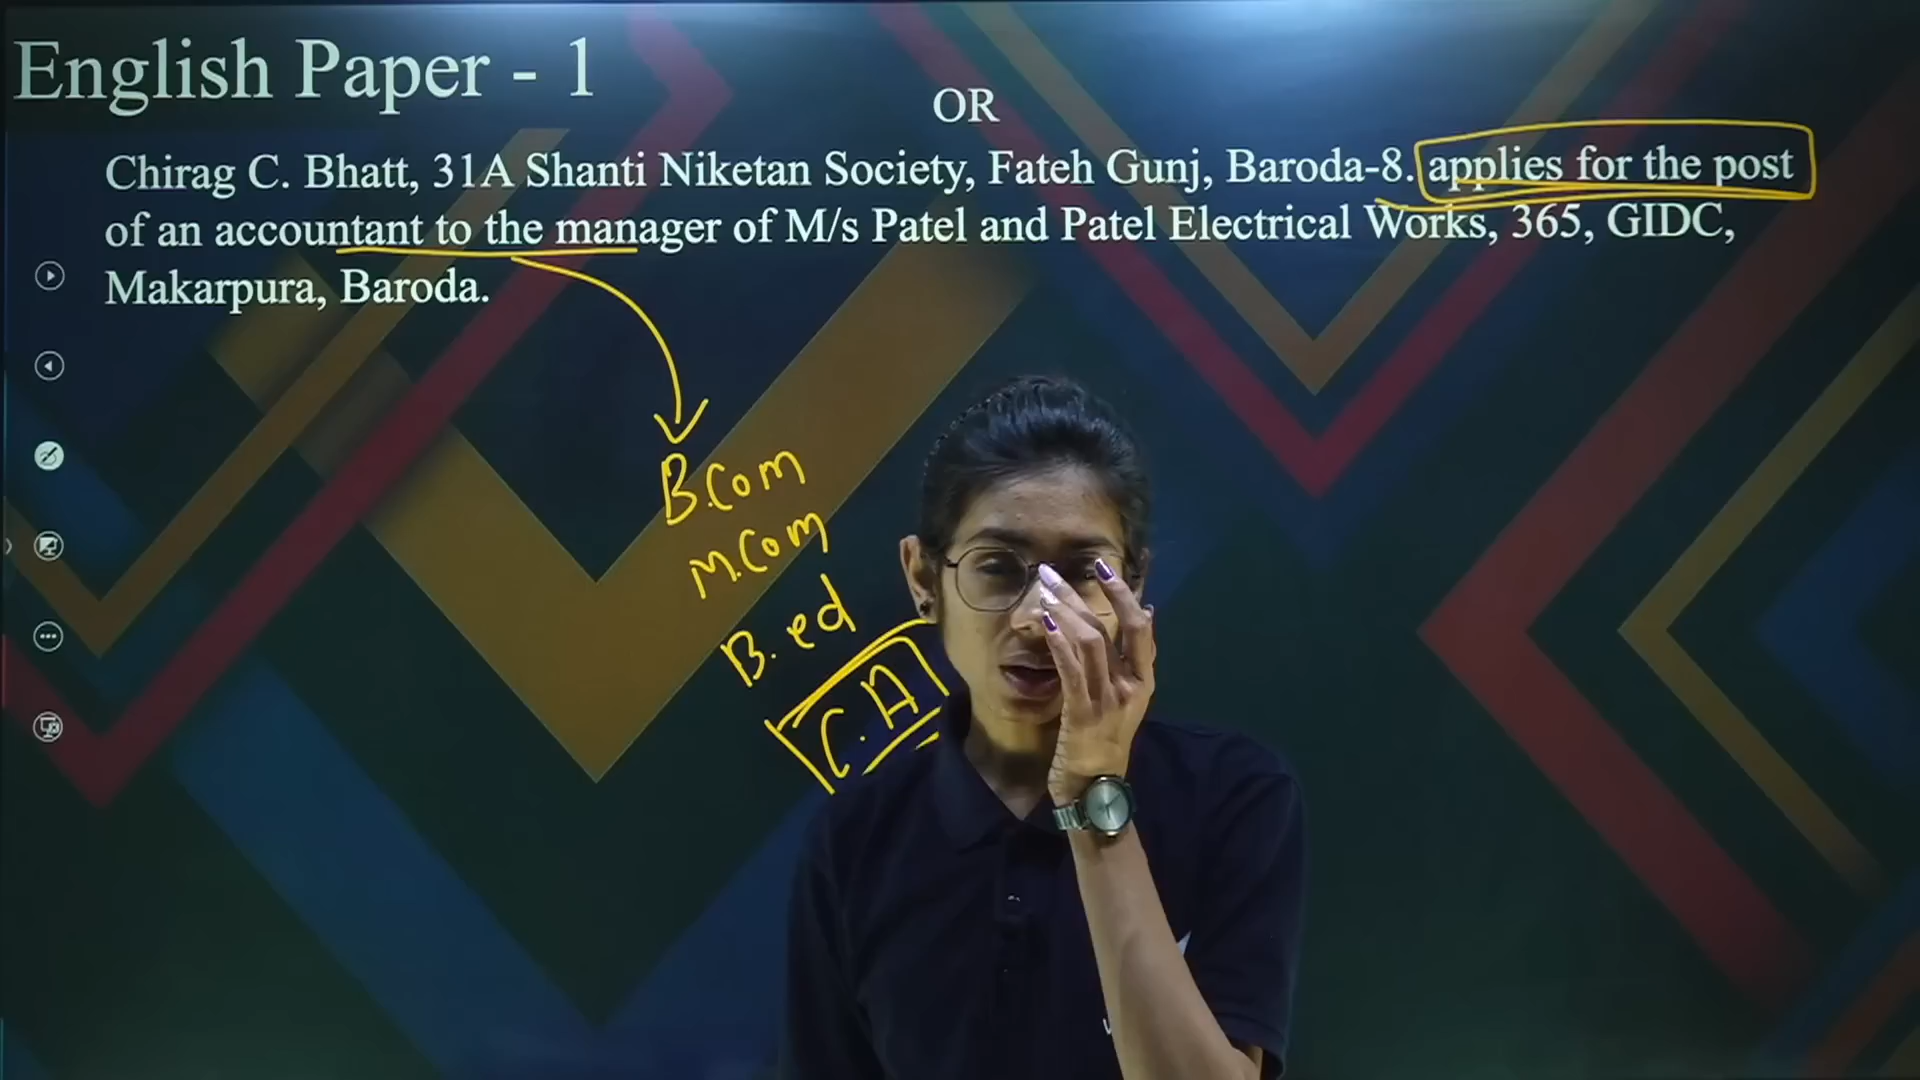 English Paper - 1
OR
Chirag C. Bhatt, 31A Shanti Niketan Society, Fateh Gunj, Baroda-8. applies for the post
of an accountant to the manager of M/s Patel and Patel Electrical Works, 365, GIDC,
Makarpura, Baroda.
B.Com
M.Com
B.ed
C.A